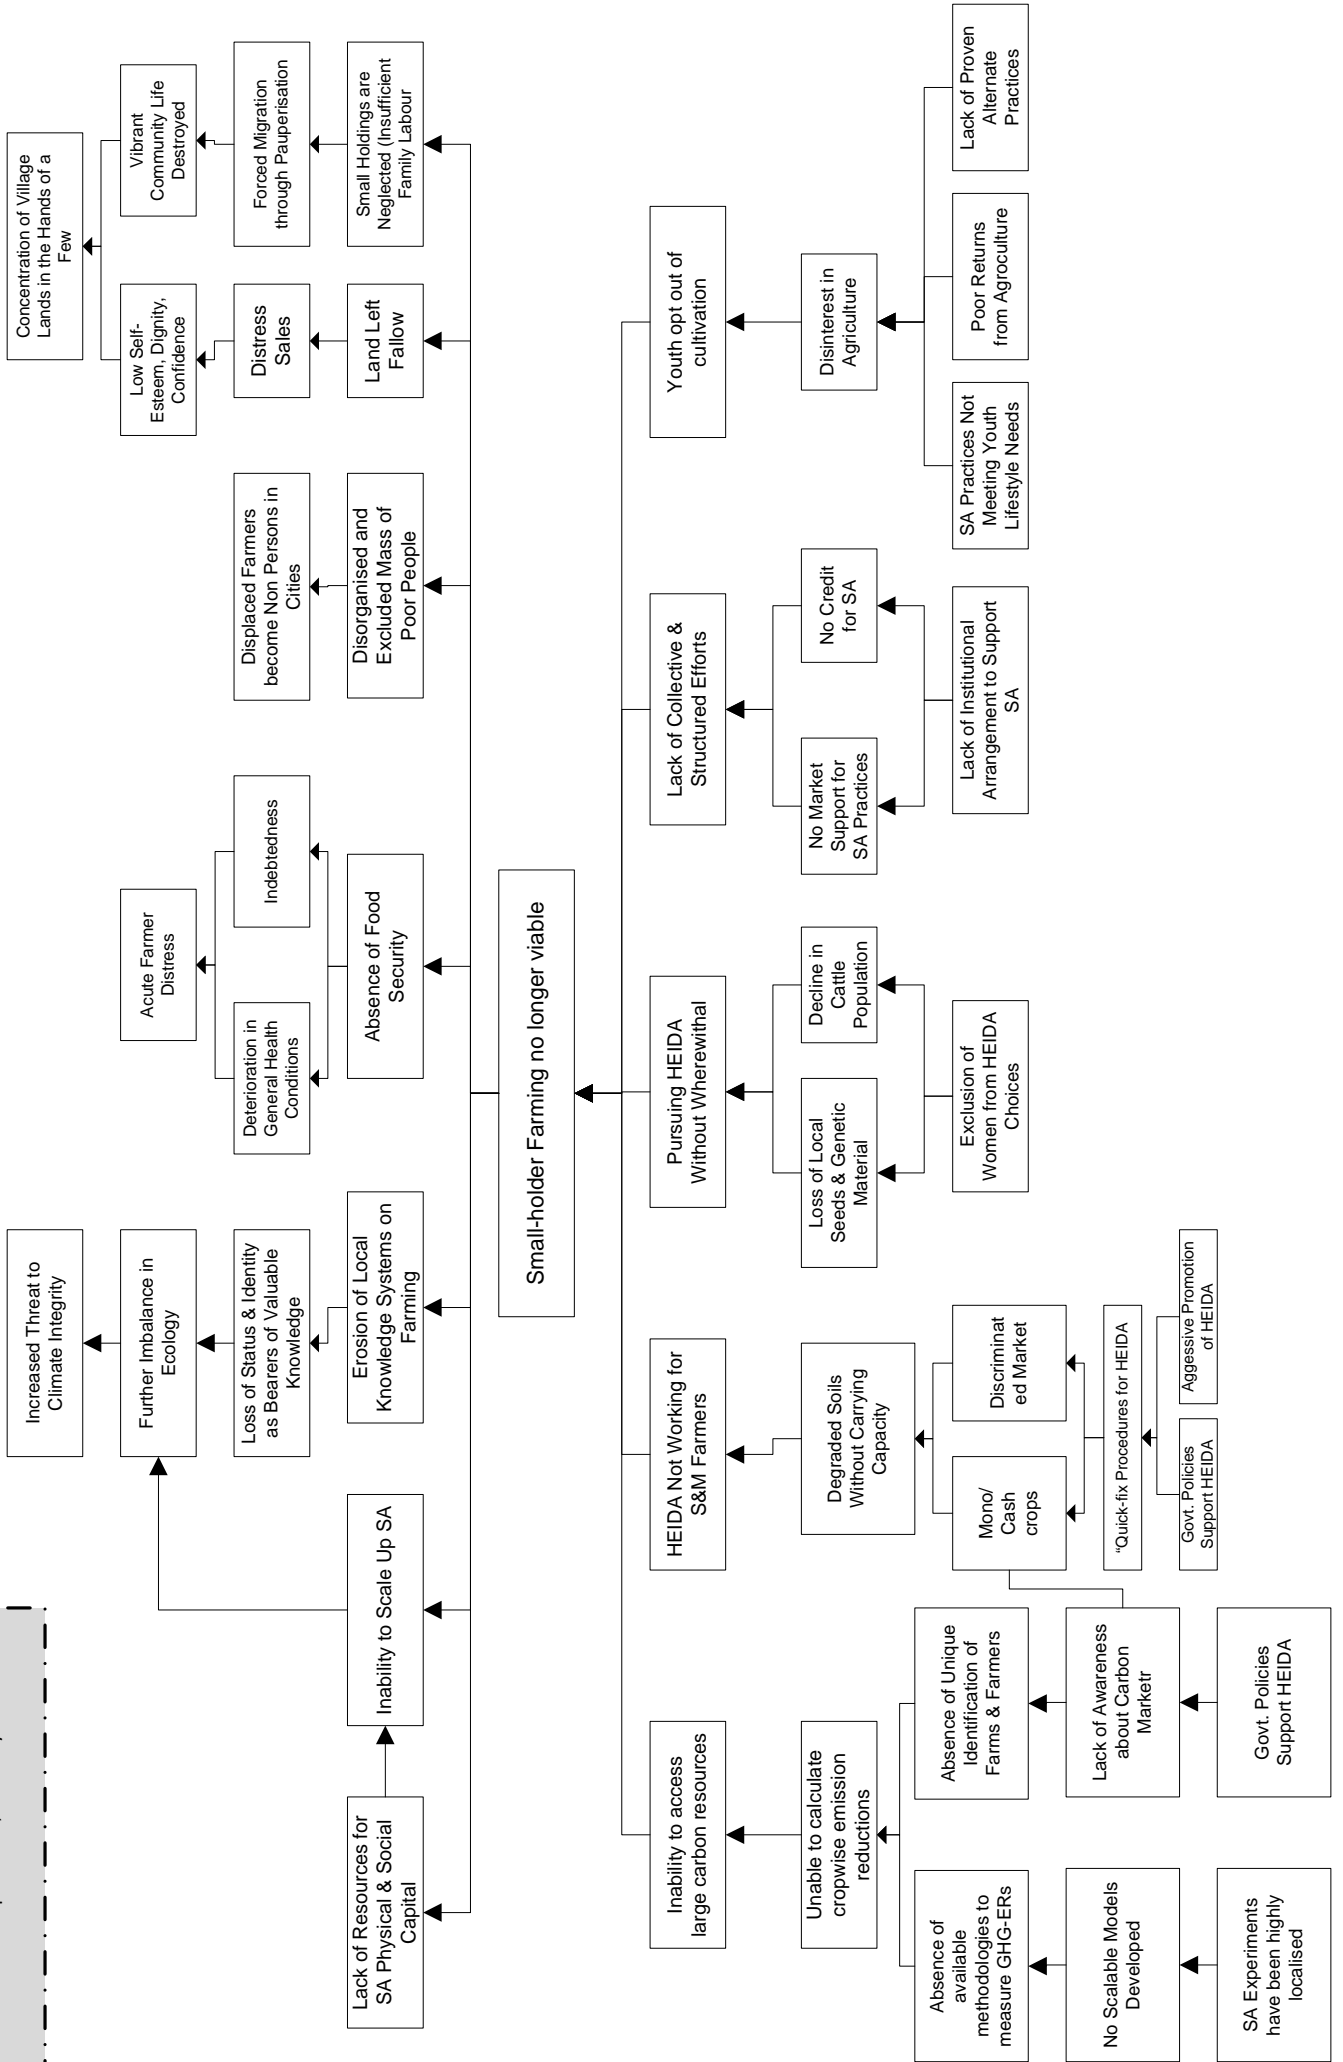 Increased Threat to
Climate Integrity
Concentration of Village
Lands in the Hands of a
Few
Further Imbalance in
Ecology
Acute Farmer
Distress
Low Self-
Esteem, Dignity,
Confidence
Vibrant
Community Life
Destroyed
Loss of Status & Identity
as Bearers of Valuable
Knowledge
Deterioration in
General Health
Conditions
Indebtedness
Displaced Farmers
become Non Persons in
Cities
Distress
Sales
Forced Migration
through Pauperisation
Lack of Resources for
SA Physical & Social
Capital
Inability to Scale Up SA
Erosion of Local
Knowledge Systems on
Farming
Absence of Food
Security
Disorganised and
Excluded Mass of
Poor People
Land Left
Fallow
Small Holdings are
Neglected (Insufficient
Family Labour
Small-holder Farming no longer viable
Inability to access
large carbon resources
HEIDA Not Working for
S&M Farmers
Pursuing HEIDA
Without Wherewithal
Lack of Collective &
Structured Efforts
Youth opt out of
cultivation
Unable to calculate
cropwise emission
reductions
Degraded Soils
Without Carrying
Capacity
Loss of Local
Seeds & Genetic
Material
Decline in
Cattle
Population
No Market
Support for
SA Practices
No Credit
for SA
Disinterest in
Agriculture
Absence of
available
methodologies to
measure GHG-ERs
Absence of Unique
Identification of
Farms & Farmers
Mono/
Cash
crops
Discriminat
ed Market
Exclusion of
Women from HEIDA
Choices
Lack of Institutional
Arrangement to Support
SA
SA Practices Not
Meeting Youth
Lifestyle Needs
Poor Returns
from Agroculture
Lack of Proven
Alternate
Practices
No Scalable Models
Developed
Lack of Awareness
about Carbon
Marketr
"Quick-fix Procedures for HEIDA
SA Experiments
have been highly
localised
Govt. Policies
Support HEIDA
Govt. Policies
Support HEIDA
Aggessive Promotion
of HEIDA